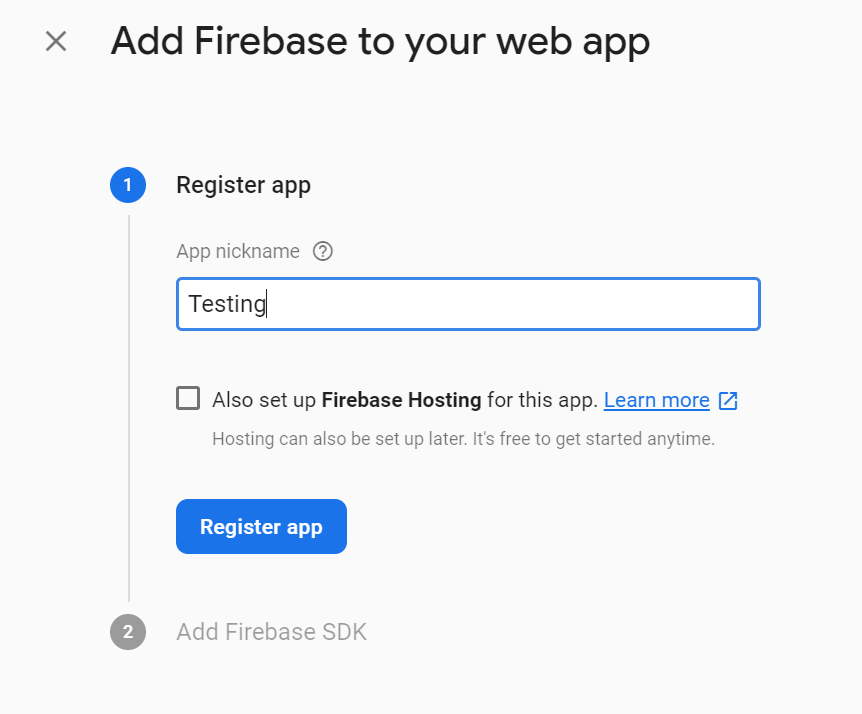 Add Firebase to your web app
1
Register app
App nickname ?
Testing
Also set up Firebase Hosting for this app. Learn more
Hosting can also be set up later. It's free to get started anytime.
Register app
2
Add Firebase SDK